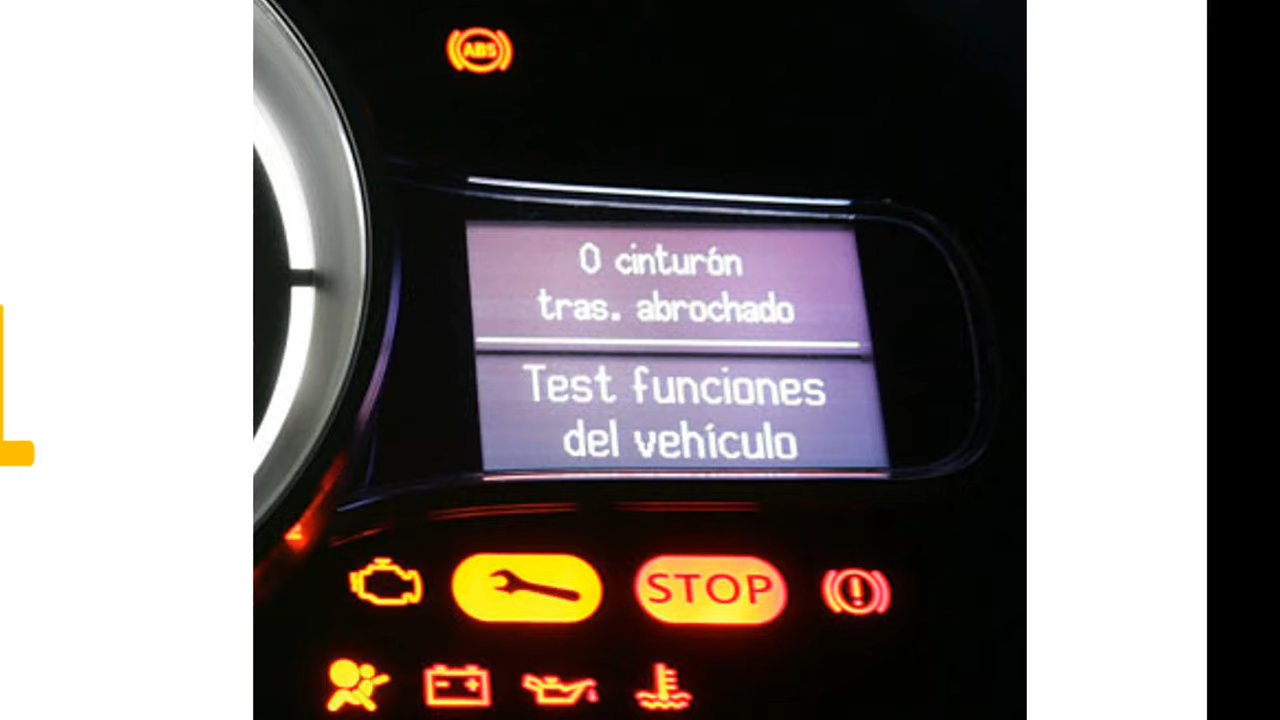 ABS
0 cinturón
tras. abrochado
Test funciones
del vehículo
STOP